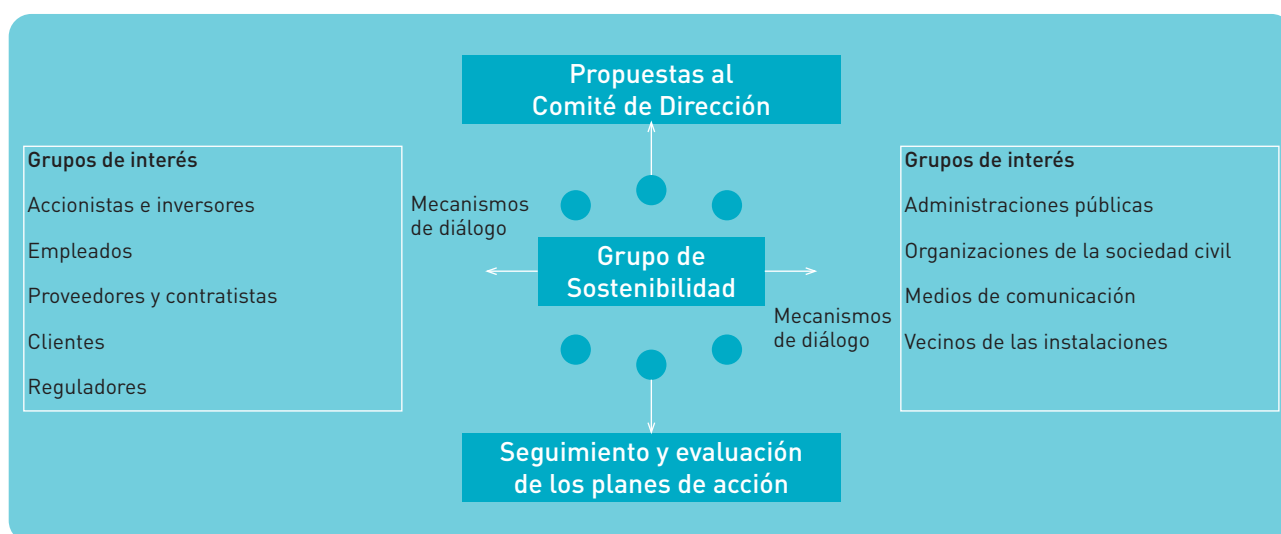 Propuestas al
Comité de Dirección
Grupos de interés
Accionistas e inversores
Empleados
Proveedores y contratistas
Clientes
Reguladores
Mecanismos
de diálogo
Grupo de
Sostenibilidad
Mecanismos
de diálogo
Grupos de interés
Administraciones públicas
Organizaciones de la sociedad civil
Medios de comunicación
Vecinos de las instalaciones
Seguimiento y evaluación
de los planes de acción